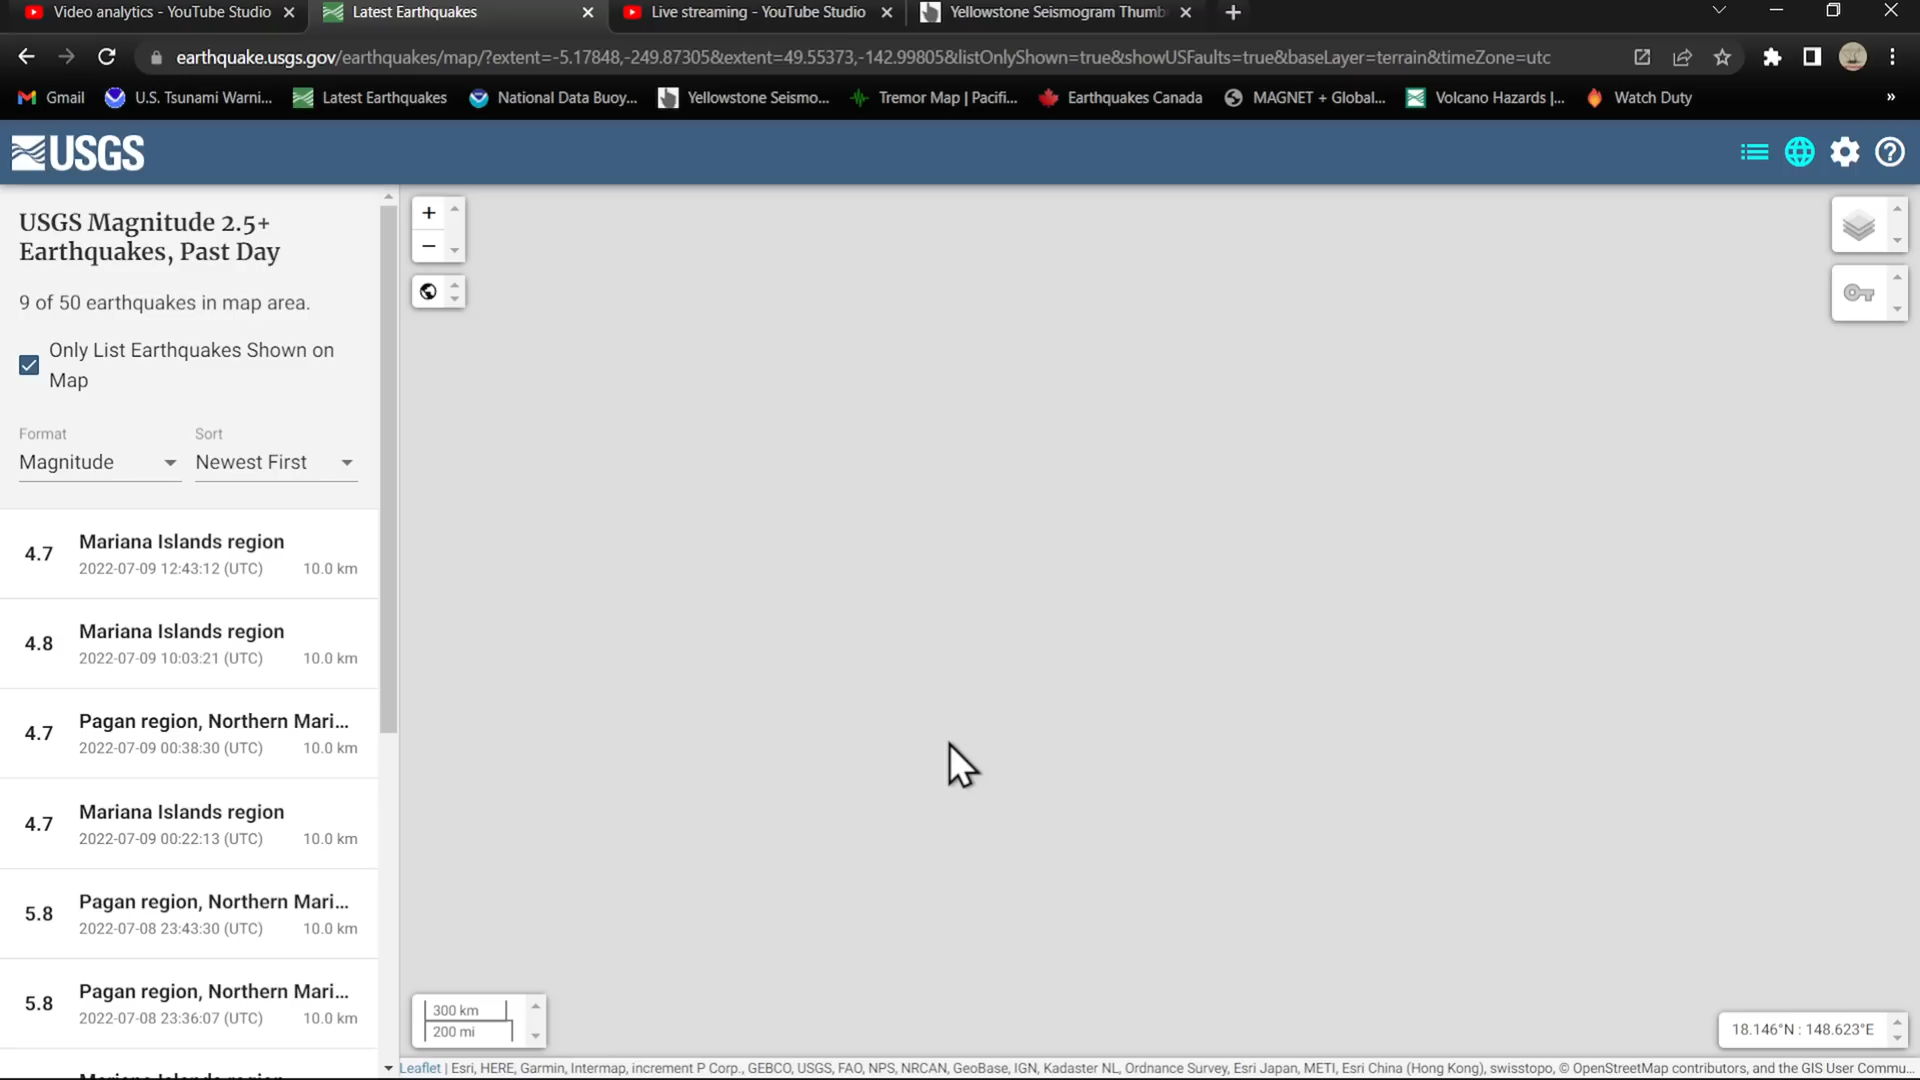 Video analytics - YouTube Studio
Latest Earthquakes
Live streaming - YouTube Studio
Yellowstone Seismogram Thumb
earthquake.usgs.gov/earthquakes/map/?extent=-5.17848,-249.87305&extent=49.55373,-142.99805&listOnlyShown=true&showUSFaults=true&baseLayer=terrain&timeZone=utc
Gmail
U.S. Tsunami Warni...
Latest Earthquakes
National Data Buoy...
Yellowstone Seismo...
Tremor Map | Pacifi...
Earthquakes Canada
MAGNET + Global...
Volcano Hazards |...
Watch Duty
»
USGS
USGS Magnitude 2.5+
Earthquakes, Past Day
9 of 50 earthquakes in map area.
Only List Earthquakes Shown on
Map
Format
Sort
Magnitude
Newest First
4.7
Mariana Islands region
2022-07-09 12:43:12 (UTC) 10.0 km
4.8
Mariana Islands region
2022-07-09 10:03:21 (UTC) 10.0 km
4.7
Pagan region, Northern Mari...
2022-07-09 00:38:30 (UTC) 10.0 km
4.7
Mariana Islands region
2022-07-09 00:22:13 (UTC) 10.0 km
5.8
Pagan region, Northern Mari...
2022-07-08 23:43:30 (UTC) 10.0 km
5.8
Pagan region, Northern Mari...
2022-07-08 23:36:07 (UTC) 10.0 km
+
−
300 km
200 mi
18.146°N : 148.623°E
Leaflet | Esri, HERE, Garmin, Intermap, increment P Corp., GEBCO, USGS, FAO, NPS, NRCAN, GeoBase, IGN, Kadaster NL, Ordnance Survey, Esri Japan, METI, Esri China (Hong Kong), swisstopo, © OpenStreetMap contributors, and the GIS User Commu...